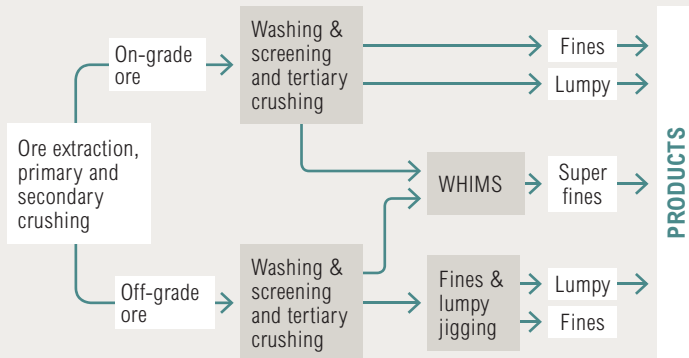 Ore extraction,
primary and
secondary
crushing
On-grade
ore
Washing &
screening
and tertiary
crushing
Fines
Lumpy
WHIMS
Super
fines
Off-grade
ore
Washing &
screening
and tertiary
crushing
Fines &
lumpy
jigging
Lumpy
Fines
PRODUCTS